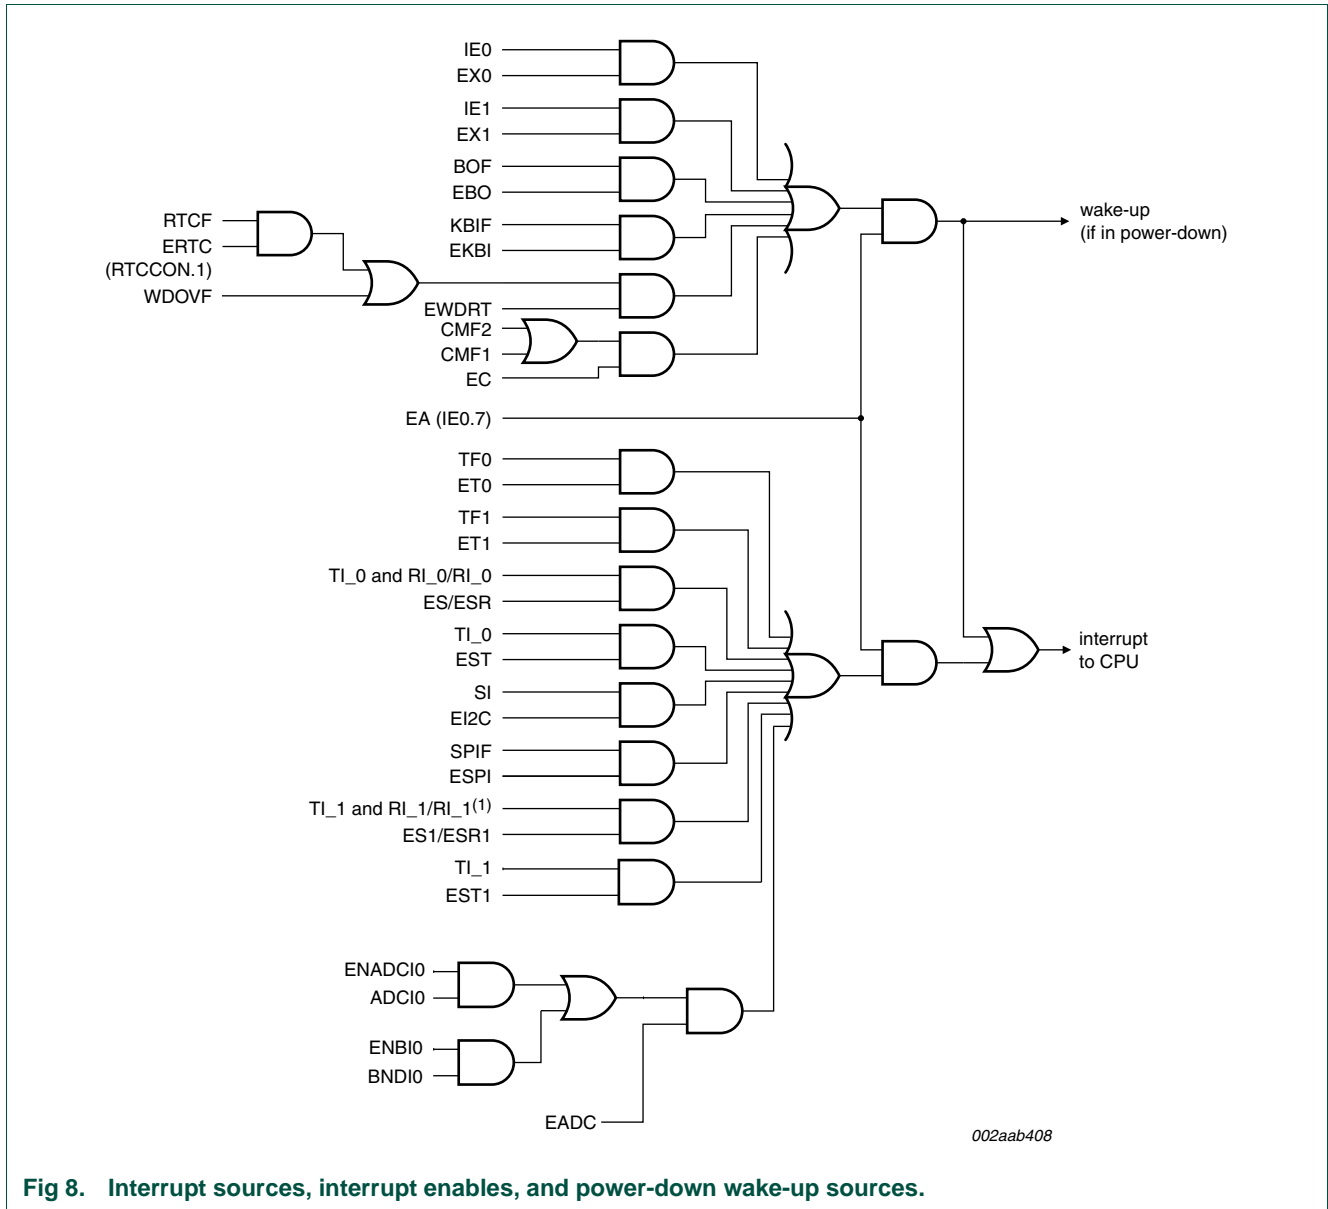 IE0
EX0
IE1
EX1
BOF
EBO
KBIF
EKBI
RTCF
ERTC
(RTCCON.1)
WDOVF
EWDRT
CMF2
CMF1
EC
wake-up
(if in power-down)
EA (IE0.7)
TF0
ET0
TF1
ET1
TI_0 and RI_0/RI_0
ES/ESR
TI_0
EST
SI
EI2C
SPIF
ESPI
TI_1 and RI_1/RI_1(1)
ES1/ESR1
TI_1
EST1
interrupt
to CPU
ENADCI0
ADCI0
ENBI0
BNDI0
EADC
002aab408
Fig 8. Interrupt sources, interrupt enables, and power-down wake-up sources.